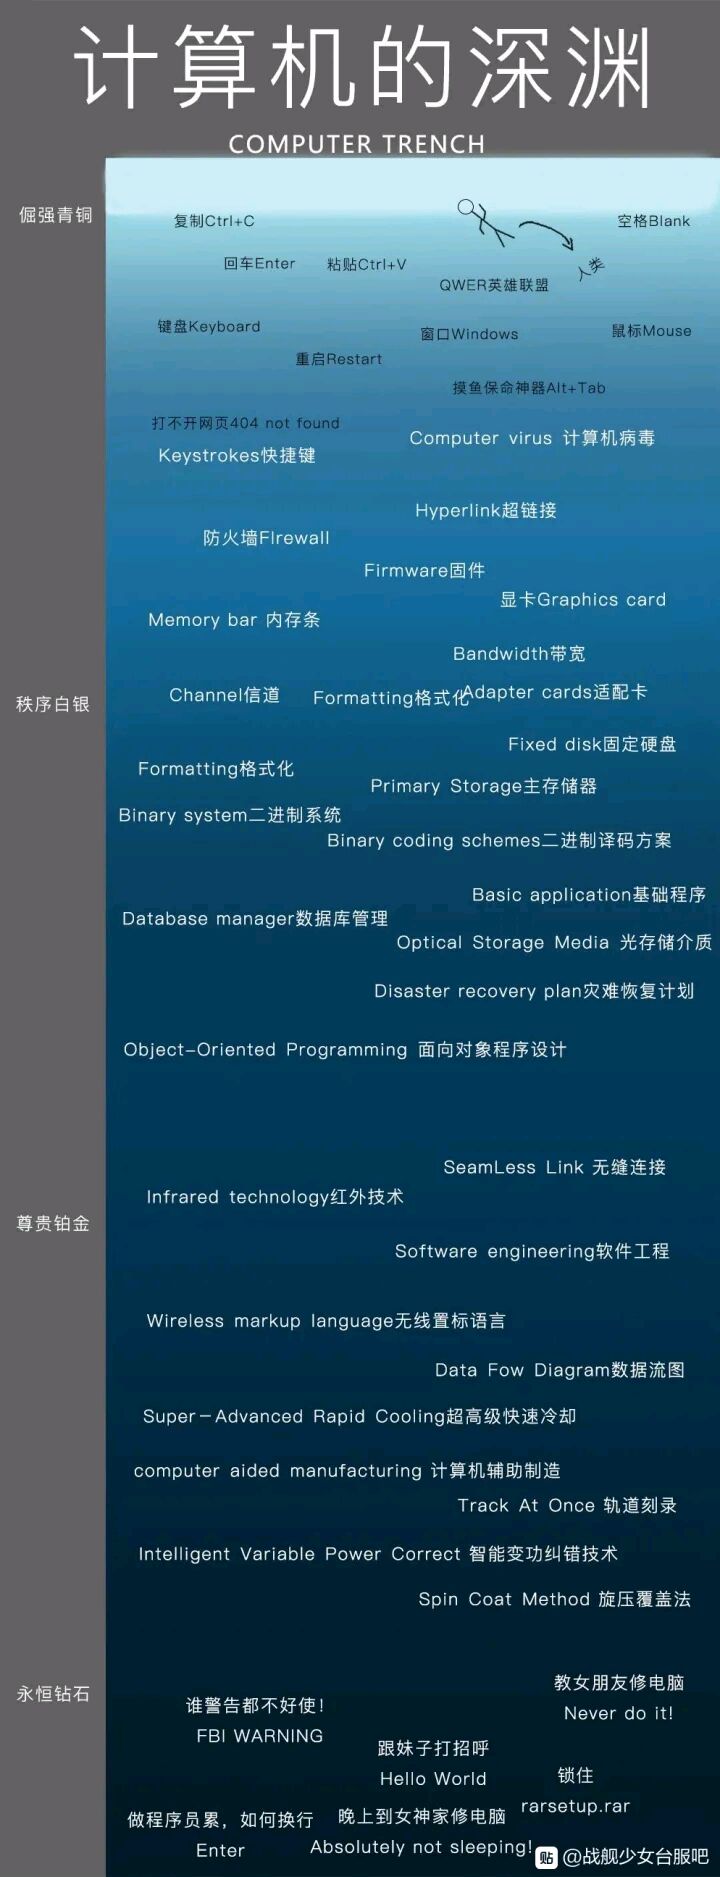 计算机的深渊
COMPUTER TRENCH
倔强青铜
复制Ctrl+C
空格Blank
回车Enter
粘贴Ctrl+V
人类
QWER英雄联盟
键盘Keyboard
窗口Windows
鼠标Mouse
重启Restart
摸鱼保命神器Alt+Tab
打不开网页404 not found
Computer virus 计算机病毒
Keystrokes快捷键
Hyperlink超链接
防火墙FIrewall
Firmware固件
显卡Graphics card
Memory bar 内存条
Bandwidth带宽
秩序白银
Channel信道
Formatting格式化
Adapter cards适配卡
Fixed disk固定硬盘
Formatting格式化
Primary Storage主存储器
Binary system二进制系统
Binary coding schemes二进制译码方案
Basic application基础程序
Database manager数据库管理
Optical Storage Media 光存储介质
Disaster recovery plan灾难恢复计划
Object-Oriented Programming 面向对象程序设计
SeamLess Link 无缝连接
Infrared technology红外技术
尊贵铂金
Software engineering软件工程
Wireless markup language无线置标语言
Data Fow Diagram数据流图
Super-Advanced Rapid Cooling超高级快速冷却
computer aided manufacturing 计算机辅助制造
Track At Once 轨道刻录
Intelligent Variable Power Correct 智能变功纠错技术
Spin Coat Method 旋压覆盖法
永恒钻石
教女朋友修电脑
Never do it!
谁警告都不好使!
FBI WARNING
跟妹子打招呼
Hello World
锁住
rarsetup.rar
做程序员累，如何换行
Enter
晚上到女神家修电脑
Absolutely not sleeping!
贴 @战舰少女台服吧